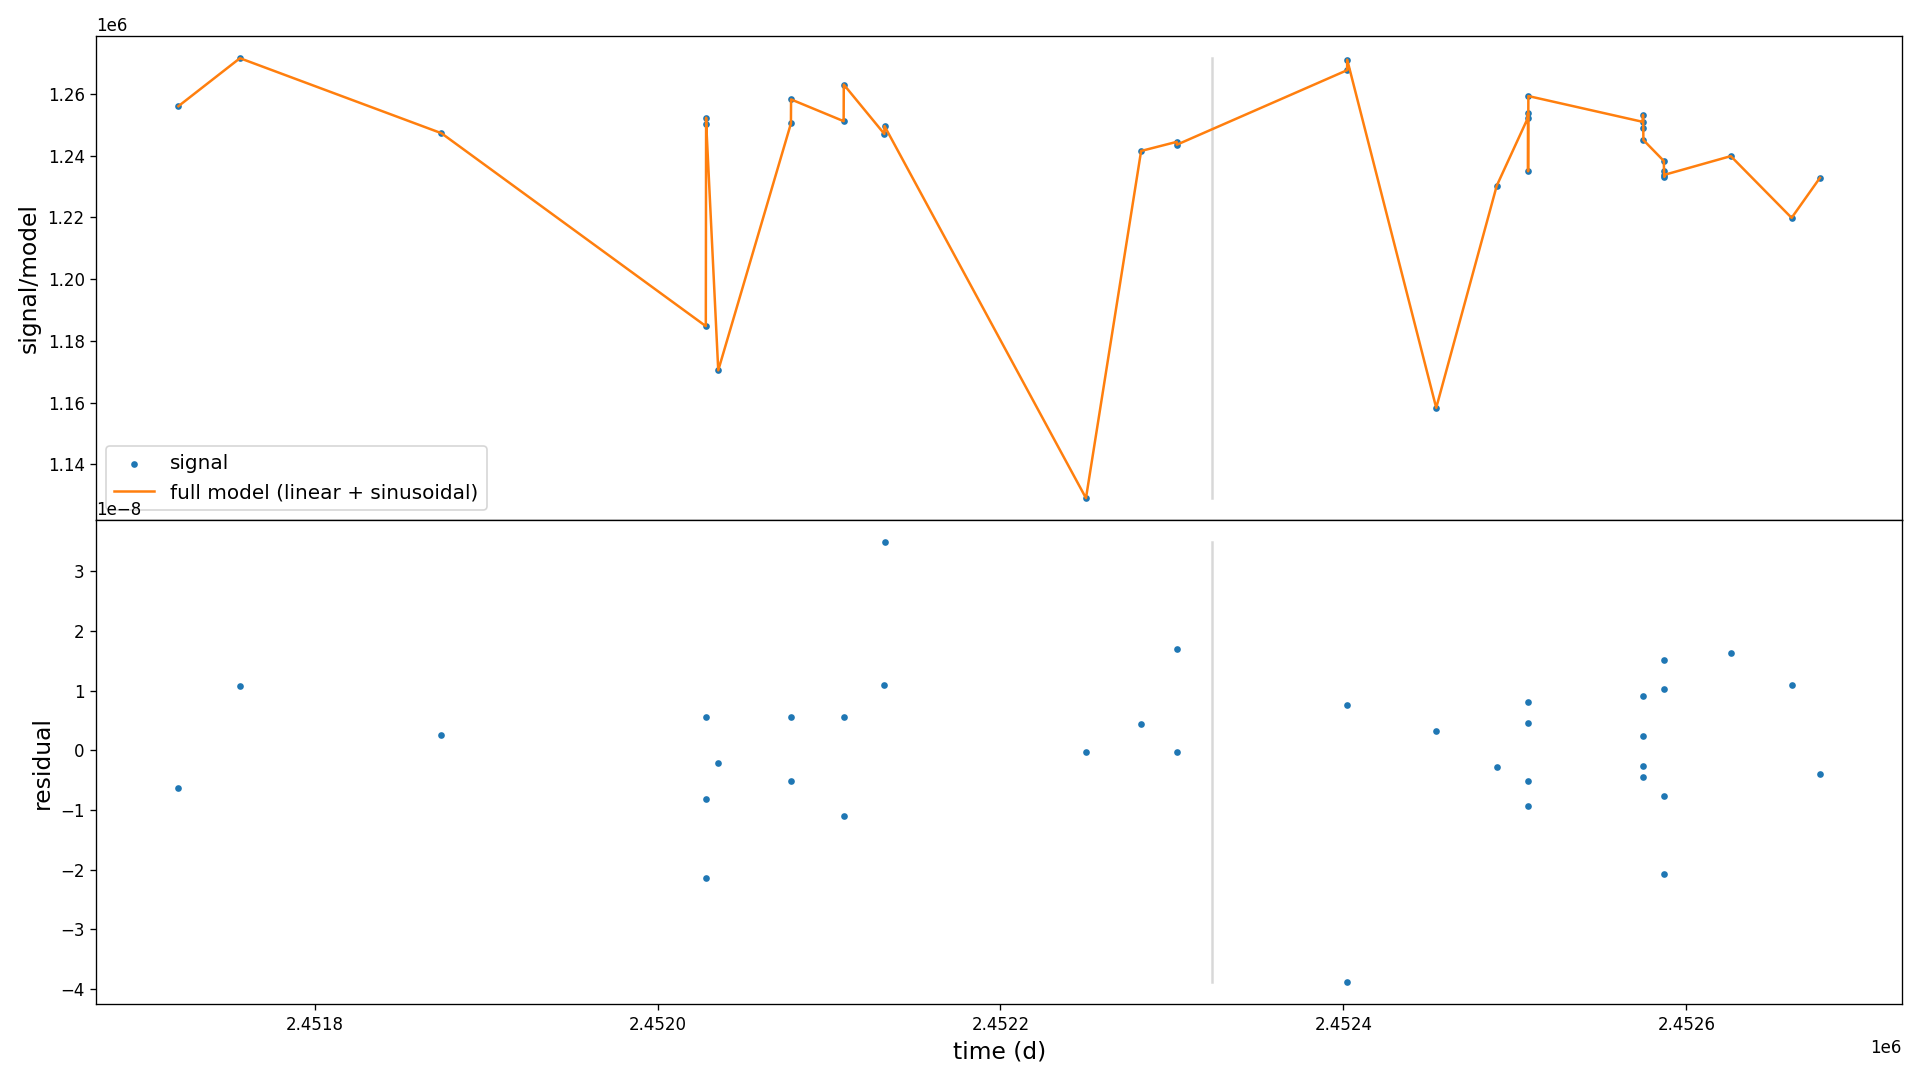 1e6
1.26
1.24
1.22
1.20
1.18
1.16
1.14
signal/model
signal
full model (linear + sinusoidal)
1e−8
3
2
1
0
−1
−2
−3
−4
residual
2.4518
2.4520
2.4522
2.4524
2.4526
1e6
time (d)